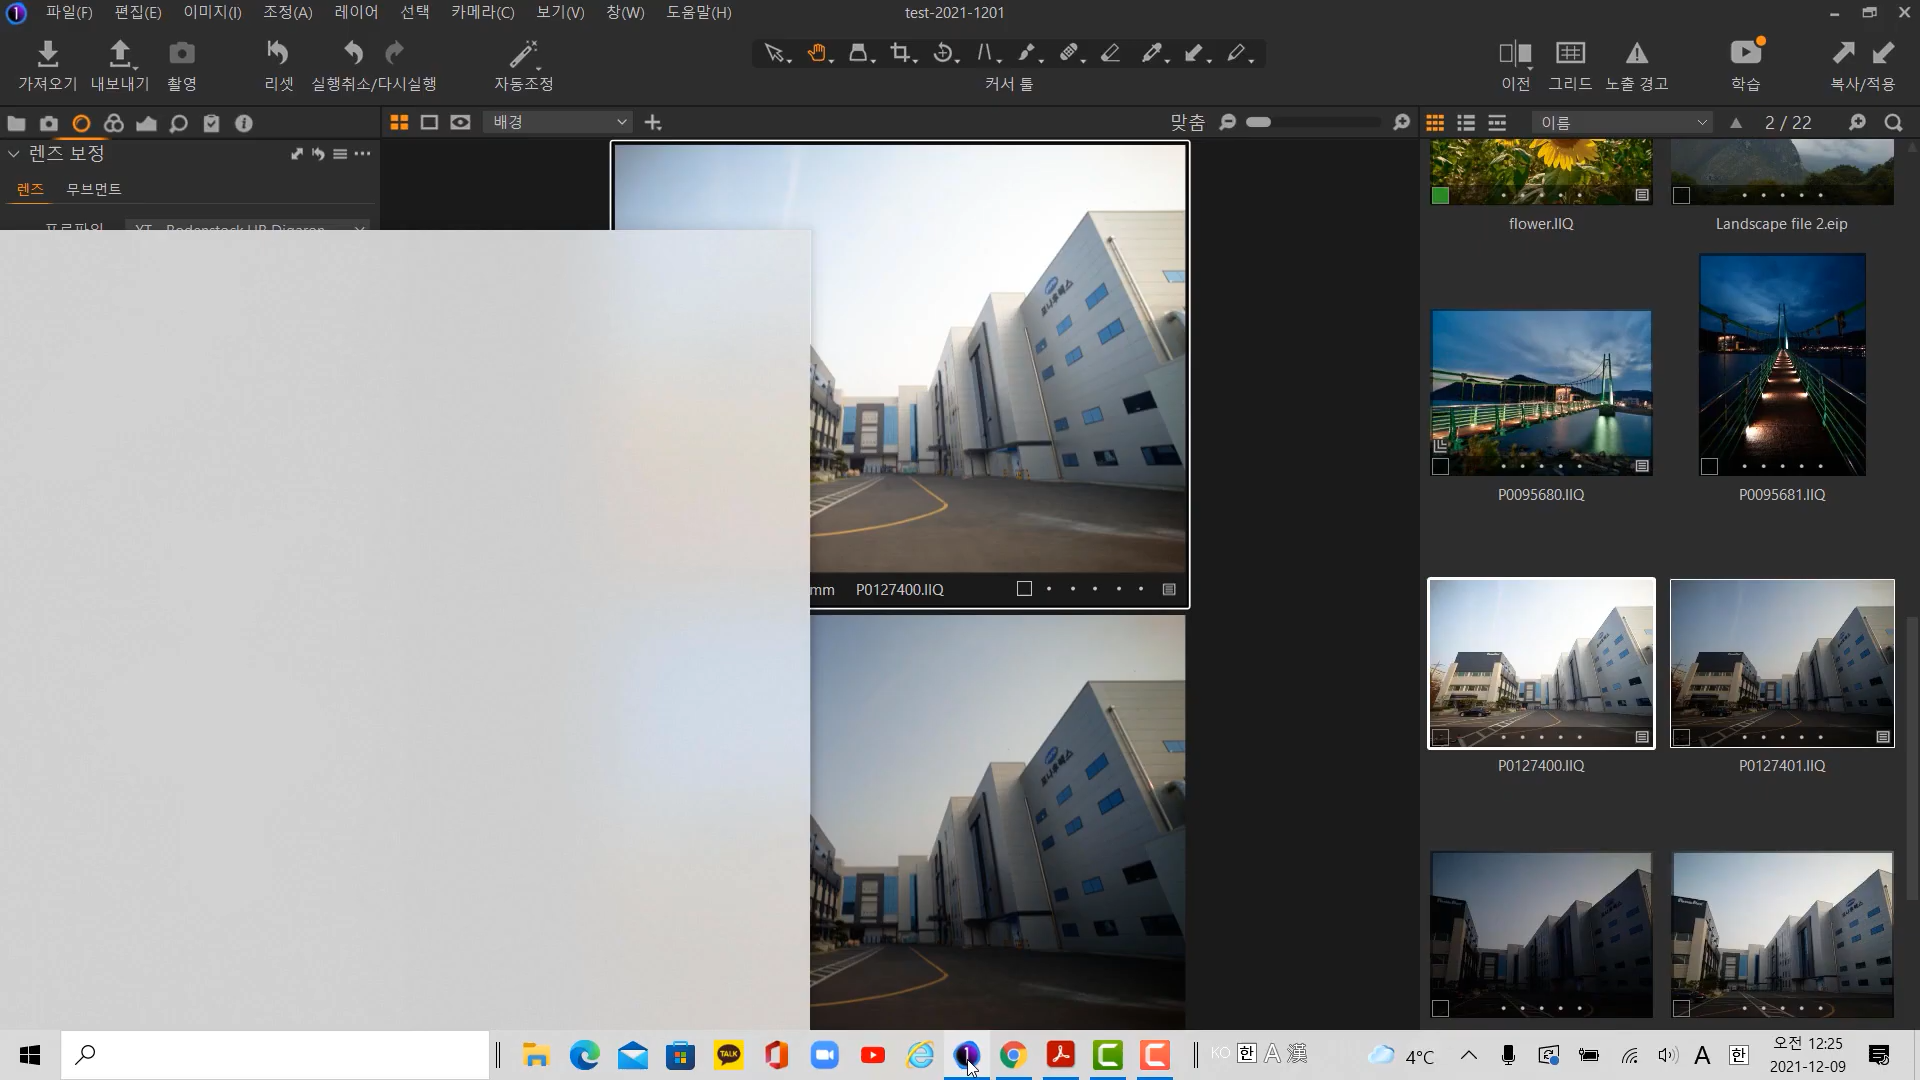 파일(F) 편집(E) 이미지(I) 조정(A) 레이어 선택 카메라(C) 보기(V) 창(W) 도움말(H)
test-2021-1201
가져오기 내보내기 촬영 리셋 실행취소/다시실행 자동조정 커서 툴 이전 그리드 노출 경고 학습 복사/적용
배경 맞춤 이름 2 / 22
렌즈 보정
렌즈 무브먼트
flower.IIQ Landscape file 2.eip
P0095680.IIQ P0095681.IIQ
mm P0127400.IIQ
P0127400.IIQ P0127401.IIQ
TALK
KO 한 A 漢
4°C
A 한
오전 12:25
2021-12-09